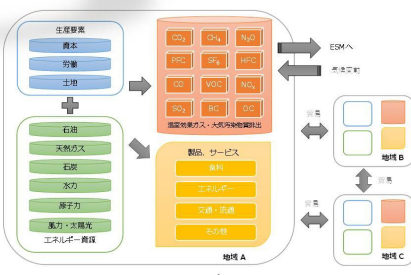 生産要素
資本
労働
土地
石油
天然ガス
石炭
水力
原子力
風力・太陽光
エネルギー資源
CO₂
CH₄
N₂O
PFC
SF₆
HFC
CO
VOC
NOₓ
SO₂
BC
OC
温室効果ガス・大気汚染物質排出
製品、サービス
食料
エネルギー
交通・流通
その他
地域 A
ESMへ
気候変動
貿易
地域 B
貿易
貿易
地域 C